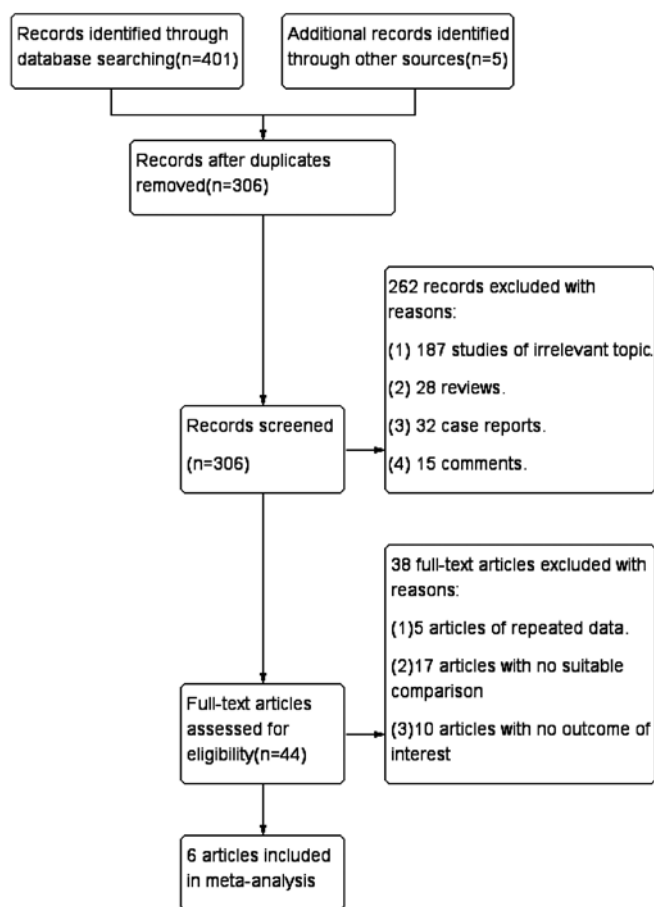 Records identified through
database searching(n=401)
Additional records identified
through other sources(n=5)
Records after duplicates
removed(n=306)
262 records excluded with
reasons:
(1) 187 studies of irrelevant topic.
(2) 28 reviews.
(3) 32 case reports.
(4) 15 comments.
Records screened
(n=306)
38 full-text articles excluded with
reasons:
(1)5 articles of repeated data.
(2)17 articles with no suitable
comparison
(3)10 articles with no outcome of
interest
Full-text articles
assessed for
eligibility(n=44)
6 articles included
in meta-analysis